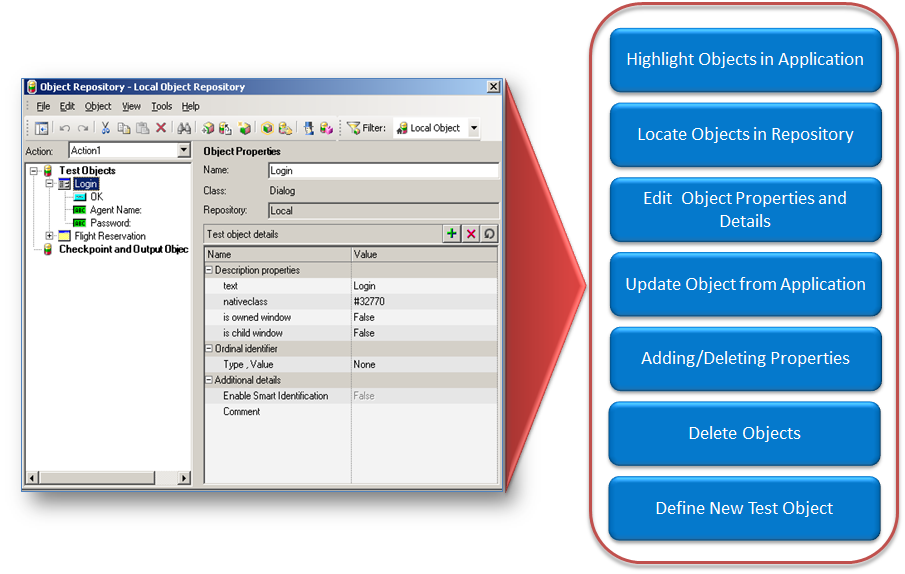 Object Repository - Local Object Repository
File Edit Object View Tools Help
Filter: Local Object
Action: Action1
Test Objects
Login
OK
Agent Name:
Password:
Flight Reservation
Checkpoint and Output Objec
Object Properties
Name: Login
Class: Dialog
Repository: Local
Test object details
Name Value
Description properties
text Login
nativeclass #32770
is owned window False
is child window False
Ordinal identifier
Type , Value None
Additional details
Enable Smart Identification False
Comment
Highlight Objects in Application
Locate Objects in Repository
Edit Object Properties and
Details
Update Object from Application
Adding/Deleting Properties
Delete Objects
Define New Test Object